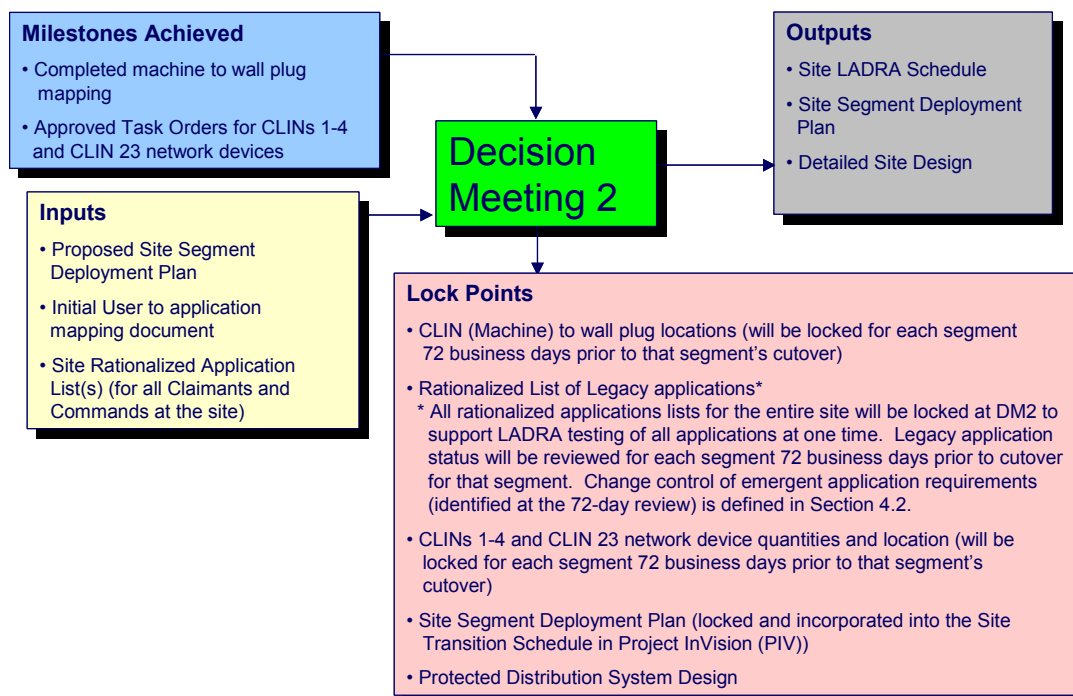 Milestones Achieved
• Completed machine to wall plug
mapping
• Approved Task Orders for CLINs 1-4
and CLIN 23 network devices
Inputs
• Proposed Site Segment
Deployment Plan
• Initial User to application
mapping document
• Site Rationalized Application
List(s) (for all Claimants and
Commands at the site)
Decision
Meeting 2
Outputs
• Site LADRA Schedule
• Site Segment Deployment
Plan
• Detailed Site Design
Lock Points
• CLIN (Machine) to wall plug locations (will be locked for each segment
72 business days prior to that segment's cutover)
• Rationalized List of Legacy applications*
* All rationalized applications lists for the entire site will be locked at DM2 to
support LADRA testing of all applications at one time. Legacy application
status will be reviewed for each segment 72 business days prior to cutover
for that segment. Change control of emergent application requirements
(identified at the 72-day review) is defined in Section 4.2.
• CLINs 1-4 and CLIN 23 network device quantities and location (will be
locked for each segment 72 business days prior to that segment's
cutover)
• Site Segment Deployment Plan (locked and incorporated into the Site
Transition Schedule in Project InVision (PIV))
• Protected Distribution System Design